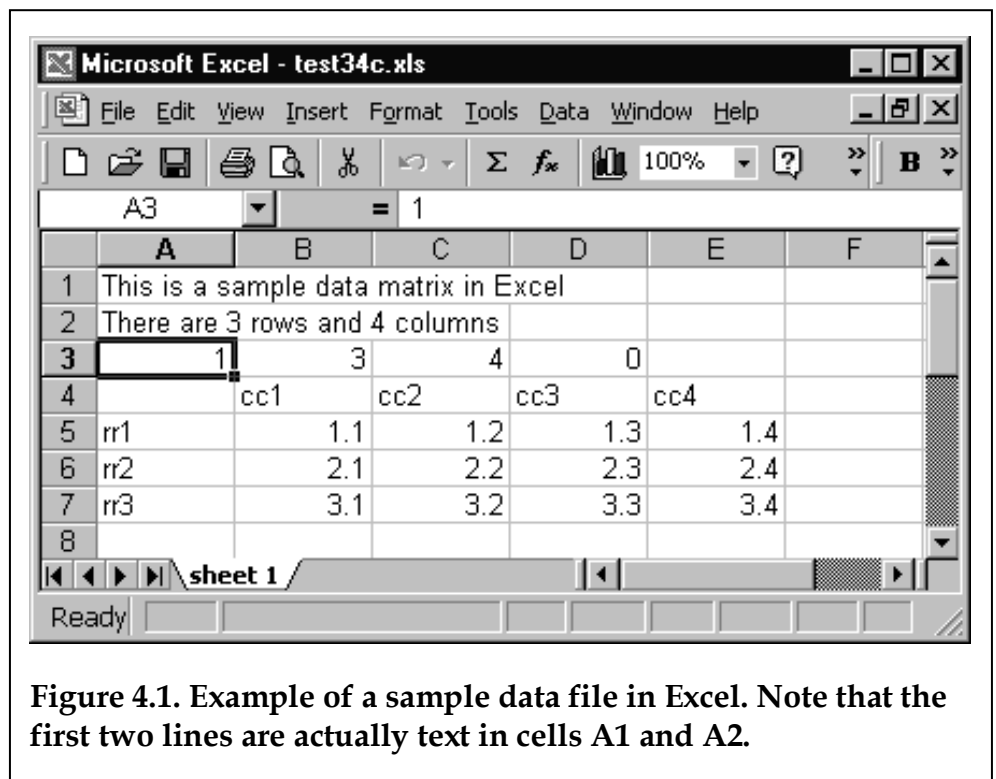 Microsoft Excel - test34c.xls
File Edit View Insert Format Tools Data Window Help
Σ fx 100% ? » B »
A3 = 1
A B C D E F
1 This is a sample data matrix in Excel
2 There are 3 rows and 4 columns
3 1 3 4 0
4 cc1 cc2 cc3 cc4
5 rr1 1.1 1.2 1.3 1.4
6 rr2 2.1 2.2 2.3 2.4
7 rr3 3.1 3.2 3.3 3.4
8
sheet 1
Ready
Figure 4.1. Example of a sample data file in Excel. Note that the
first two lines are actually text in cells A1 and A2.